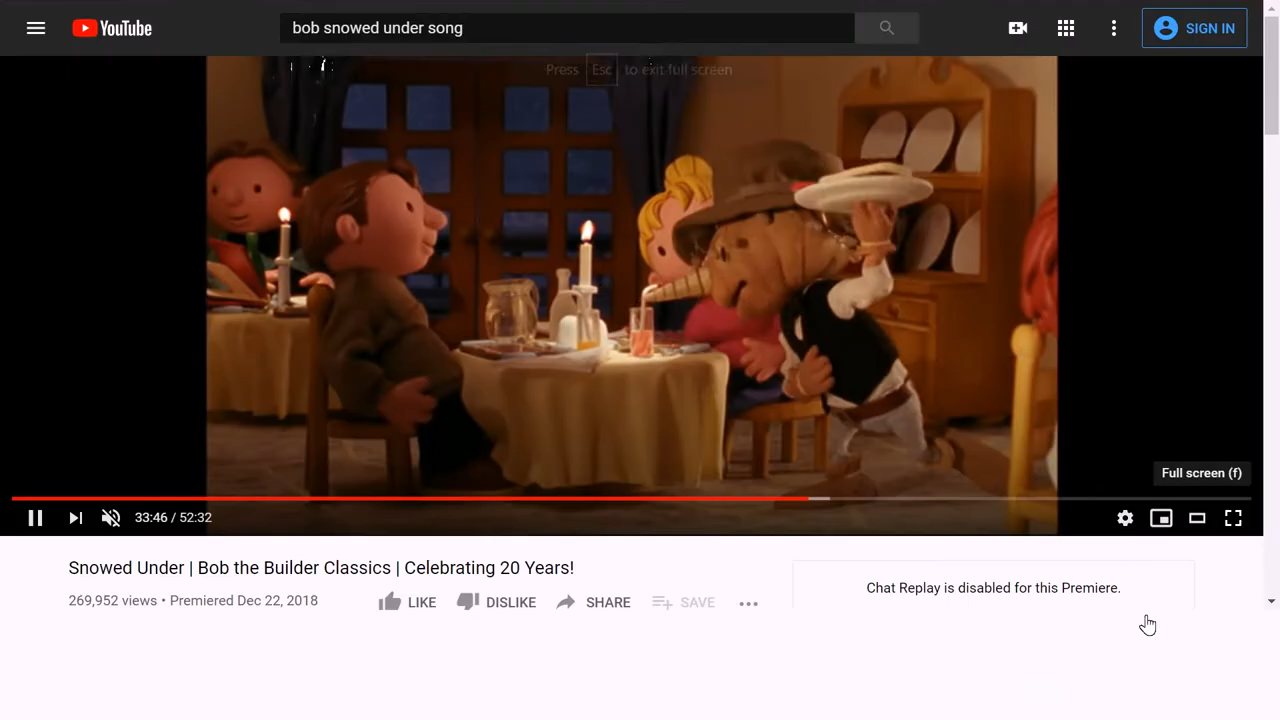 YouTube
bob snowed under song
SIGN IN
Press Esc to exit full screen
Full screen (f)
33:46 / 52:32
Snowed Under | Bob the Builder Classics | Celebrating 20 Years!
269,952 views • Premiered Dec 22, 2018
LIKE
DISLIKE
SHARE
SAVE
Chat Replay is disabled for this Premiere.